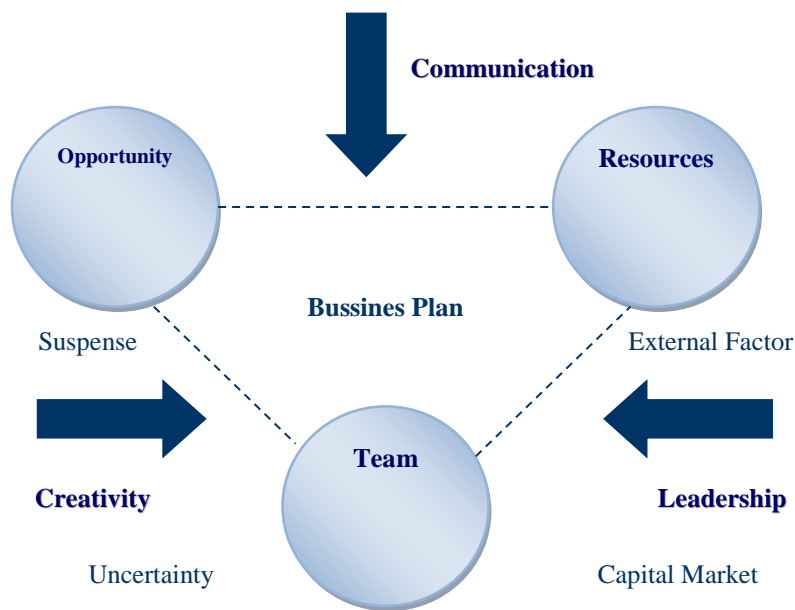 Communication
Opportunity
Resources
Bussines Plan
Suspense
External Factor
Team
Creativity
Leadership
Uncertainty
Capital Market